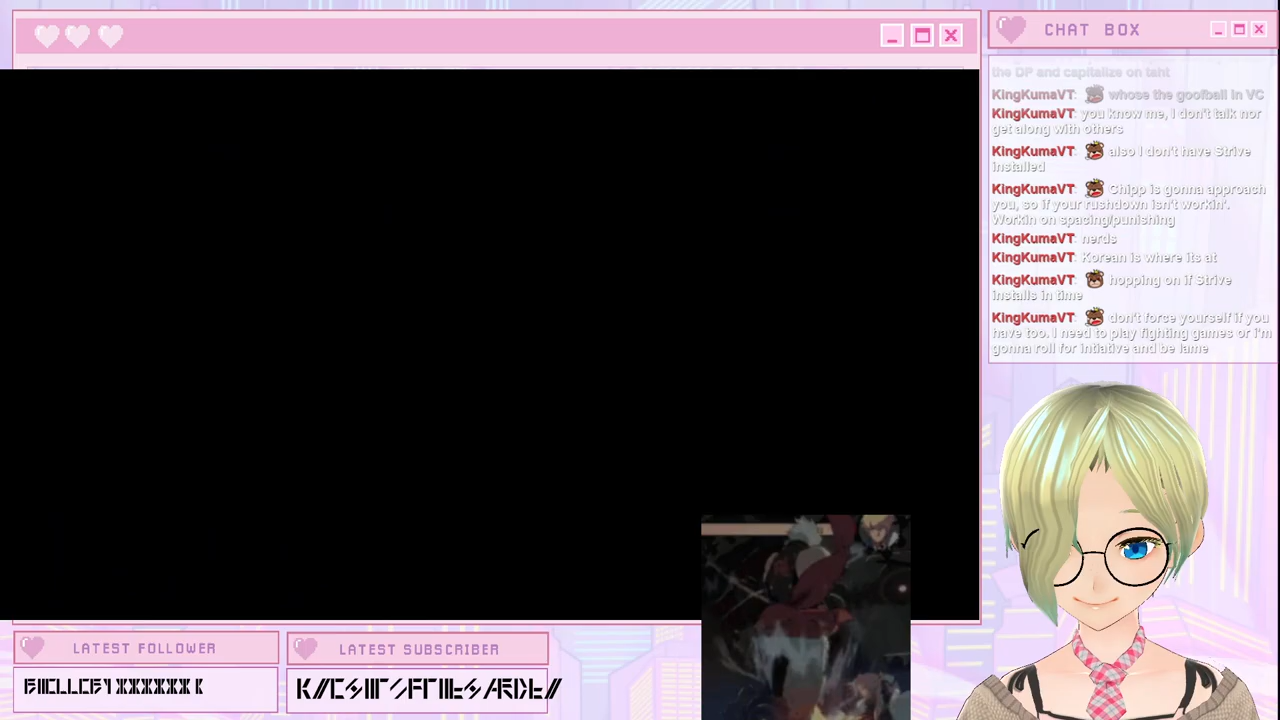 CHAT BOX
the DP and capitalize on taht
KingKumaVT: whose the goofball in VC
KingKumaVT: you know me, I don't talk nor
get along with others
KingKumaVT: also I don't have Strive
installed
KingKumaVT: Chipp is gonna approach
you, so if your rushdown isn't workin'.
Workin on spacing/punishing
KingKumaVT: nerds
KingKumaVT: Korean is where its at
KingKumaVT: hopping on if Strive
installs in time
KingKumaVT: don't force yourself if you
have too. I need to play fighting games or i'm
gonna roll for intiative and be lame
LATEST FOLLOWER
LATEST SUBSCRIBER